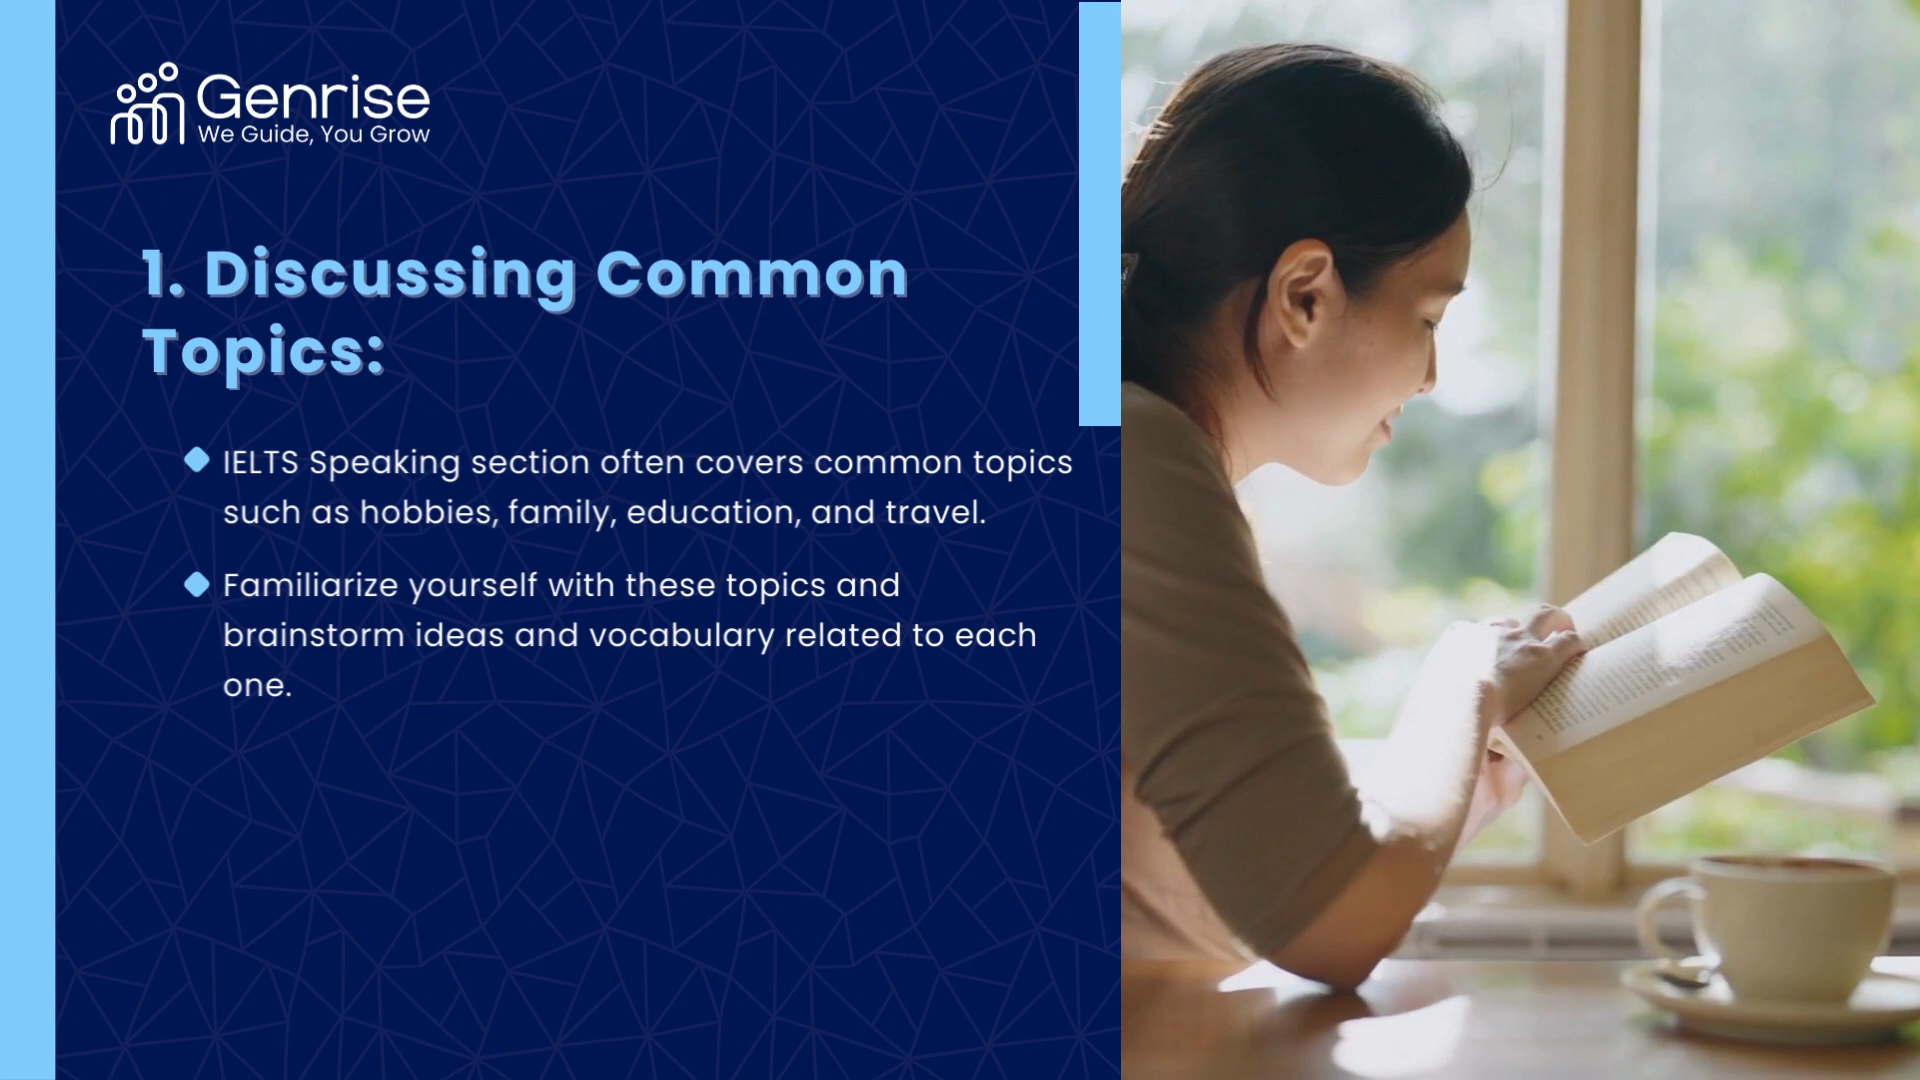 Genrise
We Guide, You Grow
1. Discussing Common
Topics:
IELTS Speaking section often covers common topics
such as hobbies, family, education, and travel.
Familiarize yourself with these topics and
brainstorm ideas and vocabulary related to each
one.